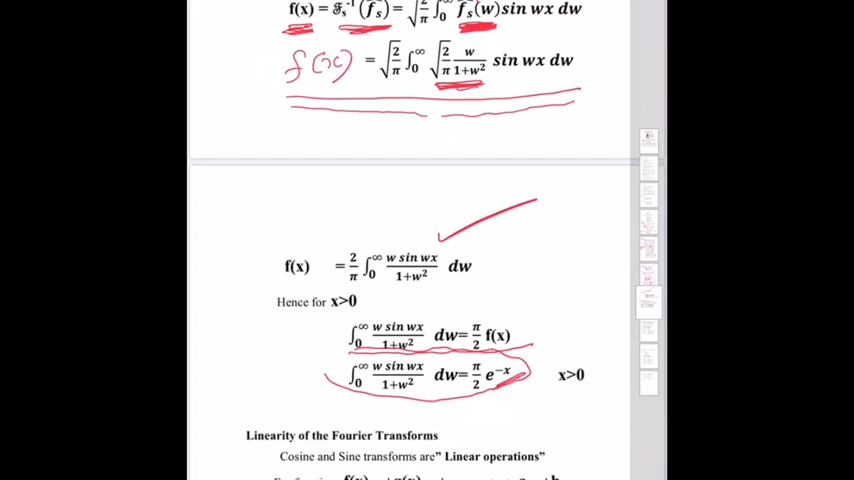 f(x) = ℱₛ⁻¹ (f̄ₛ) = √(2/π) ∫₀^∞ f̄ₛ(w) sin wx dw
f(x) = √(2/π) ∫₀^∞ √(2/π) w/(1+w²) sin wx dw
f(x) = 2/π ∫₀^∞ (w sin wx)/(1+w²) dw
Hence for x>0
∫₀^∞ (w sin wx)/(1+w²) dw= π/2 f(x)
∫₀^∞ (w sin wx)/(1+w²) dw= π/2 e⁻ˣ x>0
Linearity of the Fourier Transforms
Cosine and Sine transforms are” Linear operations”